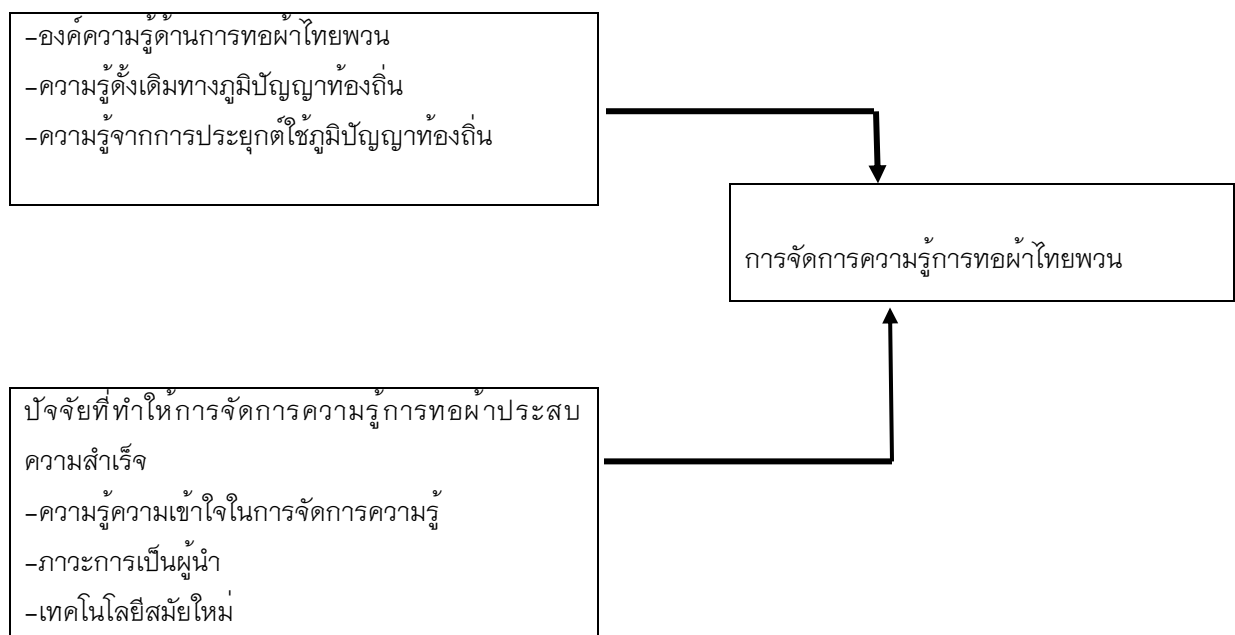 -องค์ความรู้ด้านการทอผ้าไทยพวน
-ความรู้ดั้งเดิมทางภูมิปัญญาท้องถิ่น
-ความรู้จากการประยุกต์ใช้ภูมิปัญญาท้องถิ่น
การจัดการความรู้การทอผ้าไทยพวน
ปัจจัยที่ทำให้การจัดการความรู้การทอผ้าประสบ
ความสำเร็จ
-ความรู้ความเข้าใจในการจัดการความรู้
-ภาวะการเป็นผู้นำ
-เทคโนโลยีสมัยใหม่